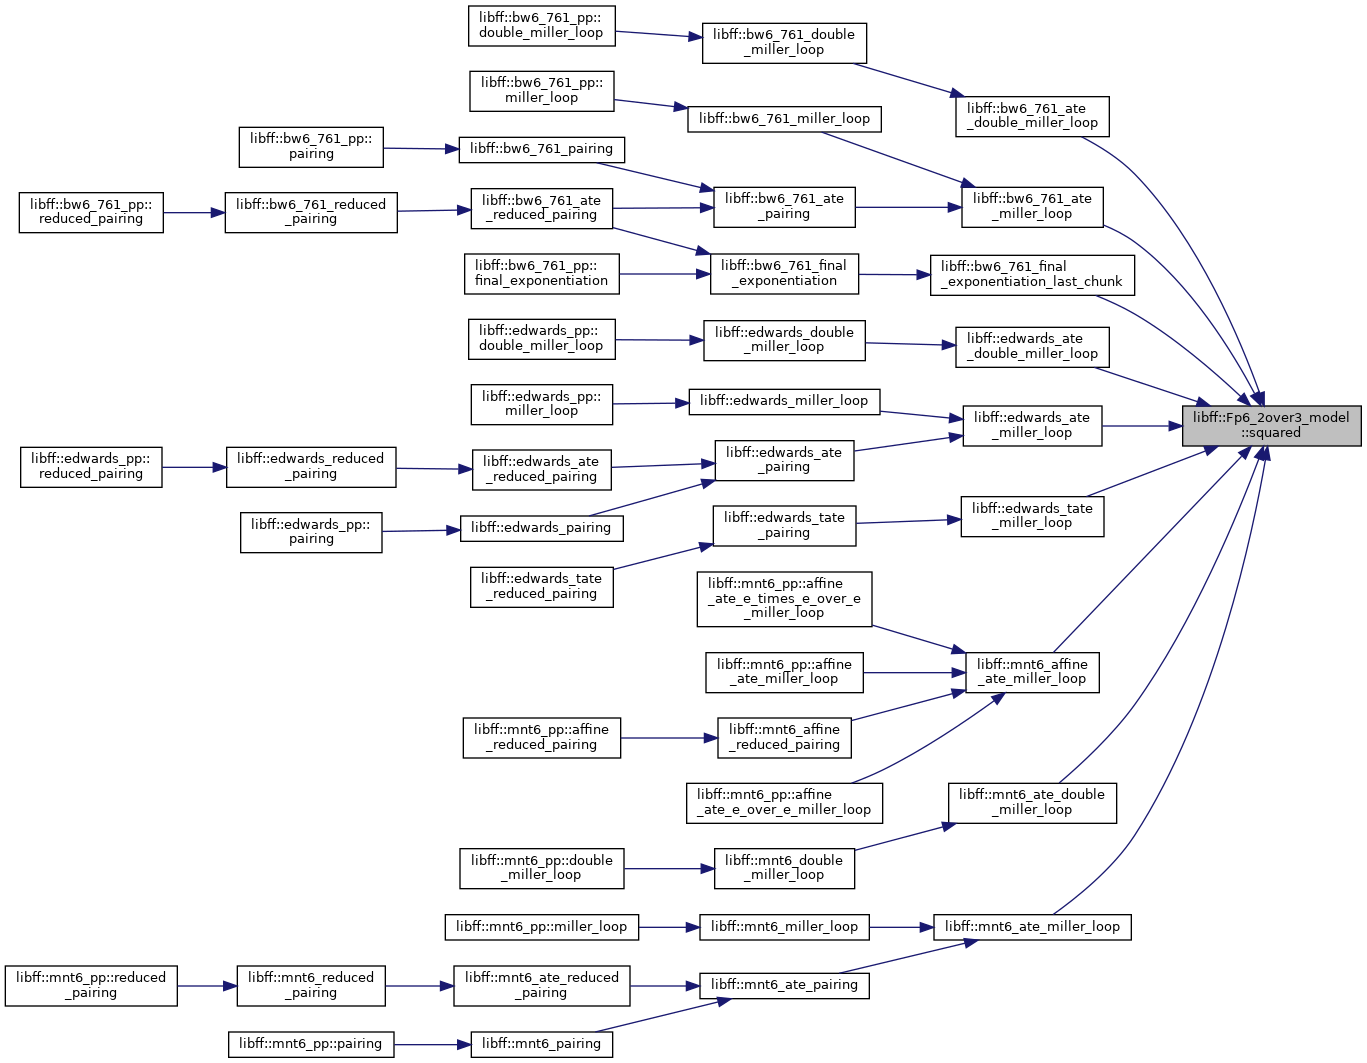 libff::bw6_761_pp::
double_miller_loop
libff::bw6_761_double
_miller_loop
libff::bw6_761_pp::
miller_loop
libff::bw6_761_miller_loop
libff::bw6_761_ate
_double_miller_loop
libff::bw6_761_pp::
pairing
libff::bw6_761_pairing
libff::bw6_761_pp::
reduced_pairing
libff::bw6_761_reduced
_pairing
libff::bw6_761_ate
_reduced_pairing
libff::bw6_761_ate
_pairing
libff::bw6_761_ate
_miller_loop
libff::bw6_761_pp::
final_exponentiation
libff::bw6_761_final
_exponentiation
libff::bw6_761_final
_exponentiation_last_chunk
libff::edwards_pp::
double_miller_loop
libff::edwards_double
_miller_loop
libff::edwards_ate
_double_miller_loop
libff::edwards_pp::
miller_loop
libff::edwards_miller_loop
libff::edwards_ate
_miller_loop
libff::Fp6_2over3_model
::squared
libff::edwards_pp::
reduced_pairing
libff::edwards_reduced
_pairing
libff::edwards_ate
_reduced_pairing
libff::edwards_ate
_pairing
libff::edwards_pp::
pairing
libff::edwards_pairing
libff::edwards_tate
_pairing
libff::edwards_tate
_miller_loop
libff::edwards_tate
_reduced_pairing
libff::mnt6_pp::affine
_ate_e_times_e_over_e
_miller_loop
libff::mnt6_pp::affine
_ate_miller_loop
libff::mnt6_affine
_ate_miller_loop
libff::mnt6_pp::affine
_reduced_pairing
libff::mnt6_affine
_reduced_pairing
libff::mnt6_pp::affine
_ate_e_over_e_miller_loop
libff::mnt6_ate_double
_miller_loop
libff::mnt6_pp::double
_miller_loop
libff::mnt6_double
_miller_loop
libff::mnt6_pp::miller_loop
libff::mnt6_miller_loop
libff::mnt6_ate_miller_loop
libff::mnt6_pp::reduced
_pairing
libff::mnt6_reduced
_pairing
libff::mnt6_ate_reduced
_pairing
libff::mnt6_ate_pairing
libff::mnt6_pp::pairing
libff::mnt6_pairing